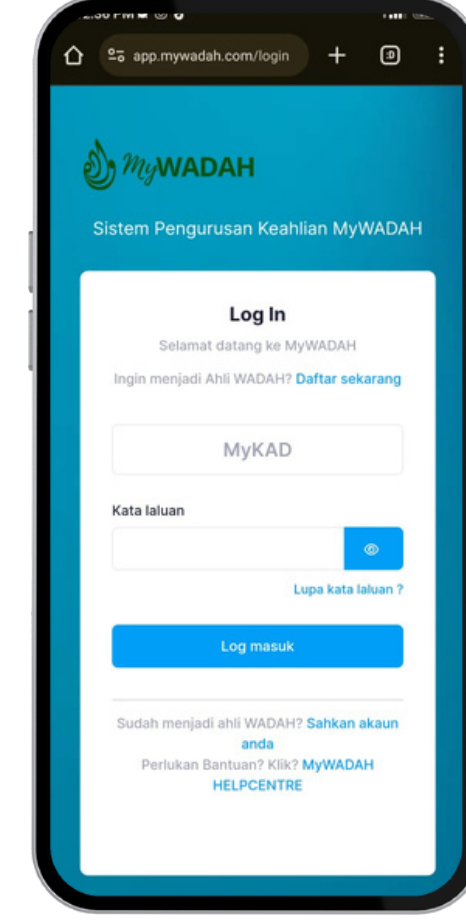 app.mywadah.com/login
MyWADAH
Sistem Pengurusan Keahlian MyWADAH
Log In
Selamat datang ke MyWADAH
Ingin menjadi Ahli WADAH? Daftar sekarang
MyKAD
Kata laluan
Lupa kata laluan ?
Log masuk
Sudah menjadi ahli WADAH? Sahkan akaun
anda
Perlukan Bantuan? Klik? MyWADAH
HELPCENTRE